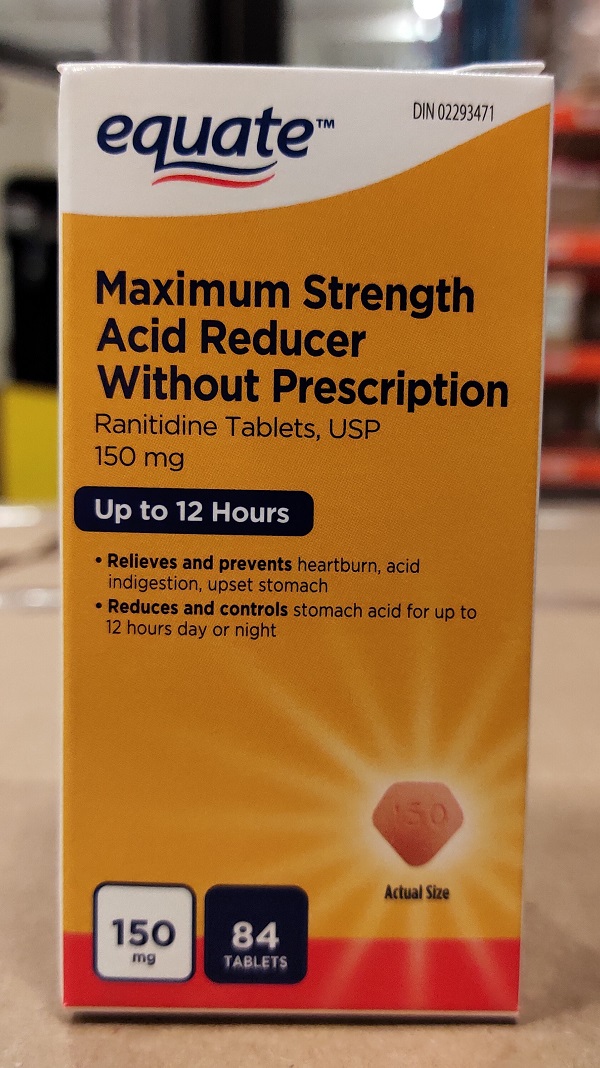 equate™
DIN 02293471
Maximum Strength
Acid Reducer
Without Prescription
Ranitidine Tablets, USP
150 mg
Up to 12 Hours
• Relieves and prevents heartburn, acid
indigestion, upset stomach
• Reduces and controls stomach acid for up to
12 hours day or night
150
Actual Size
150
mg
84
TABLETS